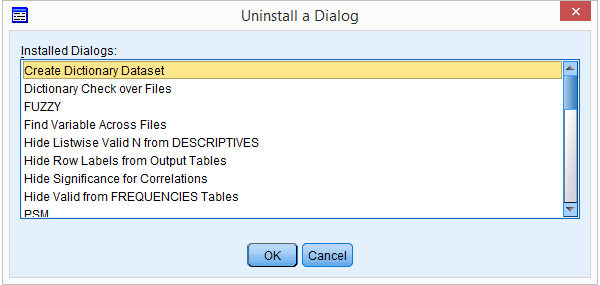 Uninstall a Dialog
Installed Dialogs:
Create Dictionary Dataset
Dictionary Check over Files
FUZZY
Find Variable Across Files
Hide Listwise Valid N from DESCRIPTIVES
Hide Row Labels from Output Tables
Hide Significance for Correlations
Hide Valid from FREQUENCIES Tables
PSM
OK Cancel